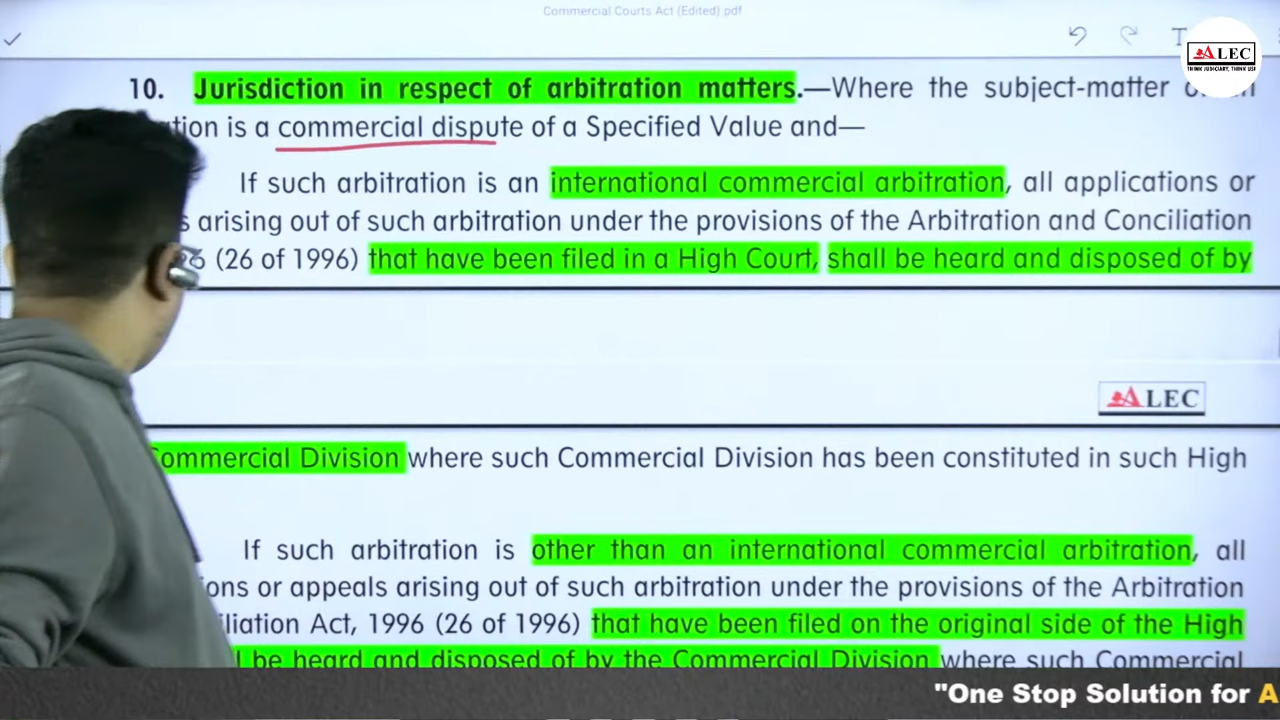 Commercial Courts Act (Edited).pdf
T
ALEC
THINK JUDICIARY, THINK US!
10. Jurisdiction in respect of arbitration matters.—Where the subject-matter
is a commercial dispute of a Specified Value and—
If such arbitration is an international commercial arbitration, all applications or
arising out of such arbitration under the provisions of the Arbitration and Conciliation
(26 of 1996) that have been filed in a High Court, shall be heard and disposed of by
ALEC
Commercial Division where such Commercial Division has been constituted in such High
If such arbitration is other than an international commercial arbitration, all
or appeals arising out of such arbitration under the provisions of the Arbitration
Act, 1996 (26 of 1996) that have been filed on the original side of the High
be heard and disposed of by the Commercial Division where such Commercial
"One Stop Solution for A